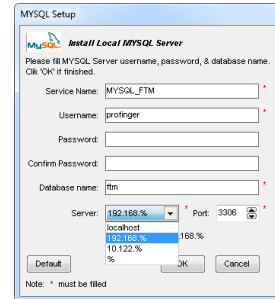 MYSQL Setup
MySQL
Install Local MYSQL Server
Please fill MYSQL Server username, password, & database name.
Clik 'OK' if finished.
Service Name: MYSQL_FTM *
Username: profinger *
Password:
Confirm Password:
Database name: ftm *
Server: 192.168.% * Port: 3306 *
localhost
192.168.% .168.%
10.122.%
%
Default OK Cancel
Note: * must be filled